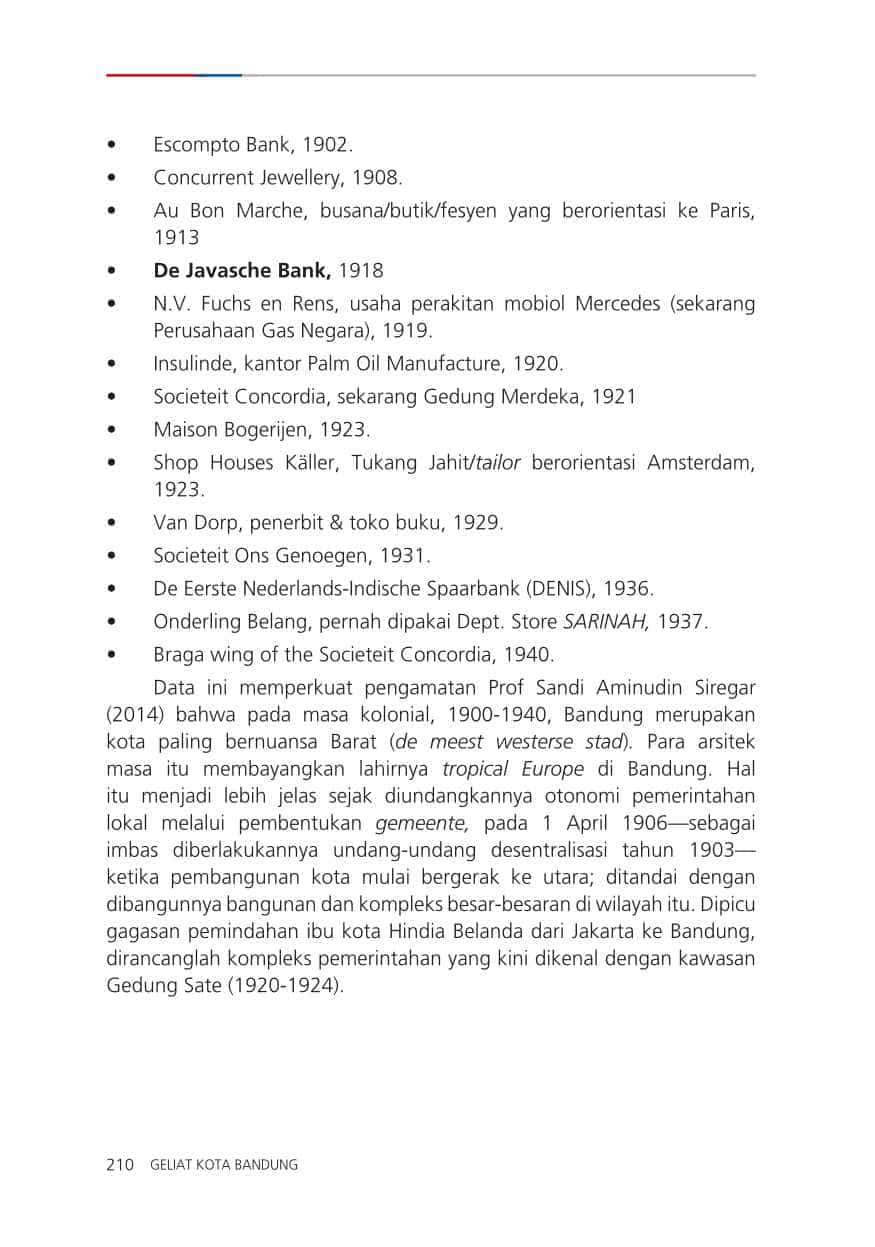 • Escompto Bank, 1902.
• Concurrent Jewellery, 1908.
• Au Bon Marche, busana/butik/fesyen yang berorientasi ke Paris,
1913
• De Javasche Bank, 1918
• N.V. Fuchs en Rens, usaha perakitan mobiol Mercedes (sekarang
Perusahaan Gas Negara), 1919.
• Insulinde, kantor Palm Oil Manufacture, 1920.
• Societeit Concordia, sekarang Gedung Merdeka, 1921
• Maison Bogerijen, 1923.
• Shop Houses Käller, Tukang Jahit/tailor berorientasi Amsterdam,
1923.
• Van Dorp, penerbit & toko buku, 1929.
• Societeit Ons Genoegen, 1931.
• De Eerste Nederlands-Indische Spaarbank (DENIS), 1936.
• Onderling Belang, pernah dipakai Dept. Store SARINAH, 1937.
• Braga wing of the Societeit Concordia, 1940.
Data ini memperkuat pengamatan Prof Sandi Aminudin Siregar
(2014) bahwa pada masa kolonial, 1900-1940, Bandung merupakan
kota paling bernuansa Barat (de meest westerse stad). Para arsitek
masa itu membayangkan lahirnya tropical Europe di Bandung. Hal
itu menjadi lebih jelas sejak diundangkannya otonomi pemerintahan
lokal melalui pembentukan gemeente, pada 1 April 1906—sebagai
imbas diberlakukannya undang-undang desentralisasi tahun 1903—
ketika pembangunan kota mulai bergerak ke utara; ditandai dengan
dibangunnya bangunan dan kompleks besar-besaran di wilayah itu. Dipicu
gagasan pemindahan ibu kota Hindia Belanda dari Jakarta ke Bandung,
dirancanglah kompleks pemerintahan yang kini dikenal dengan kawasan
Gedung Sate (1920-1924).
210 GELIAT KOTA BANDUNG